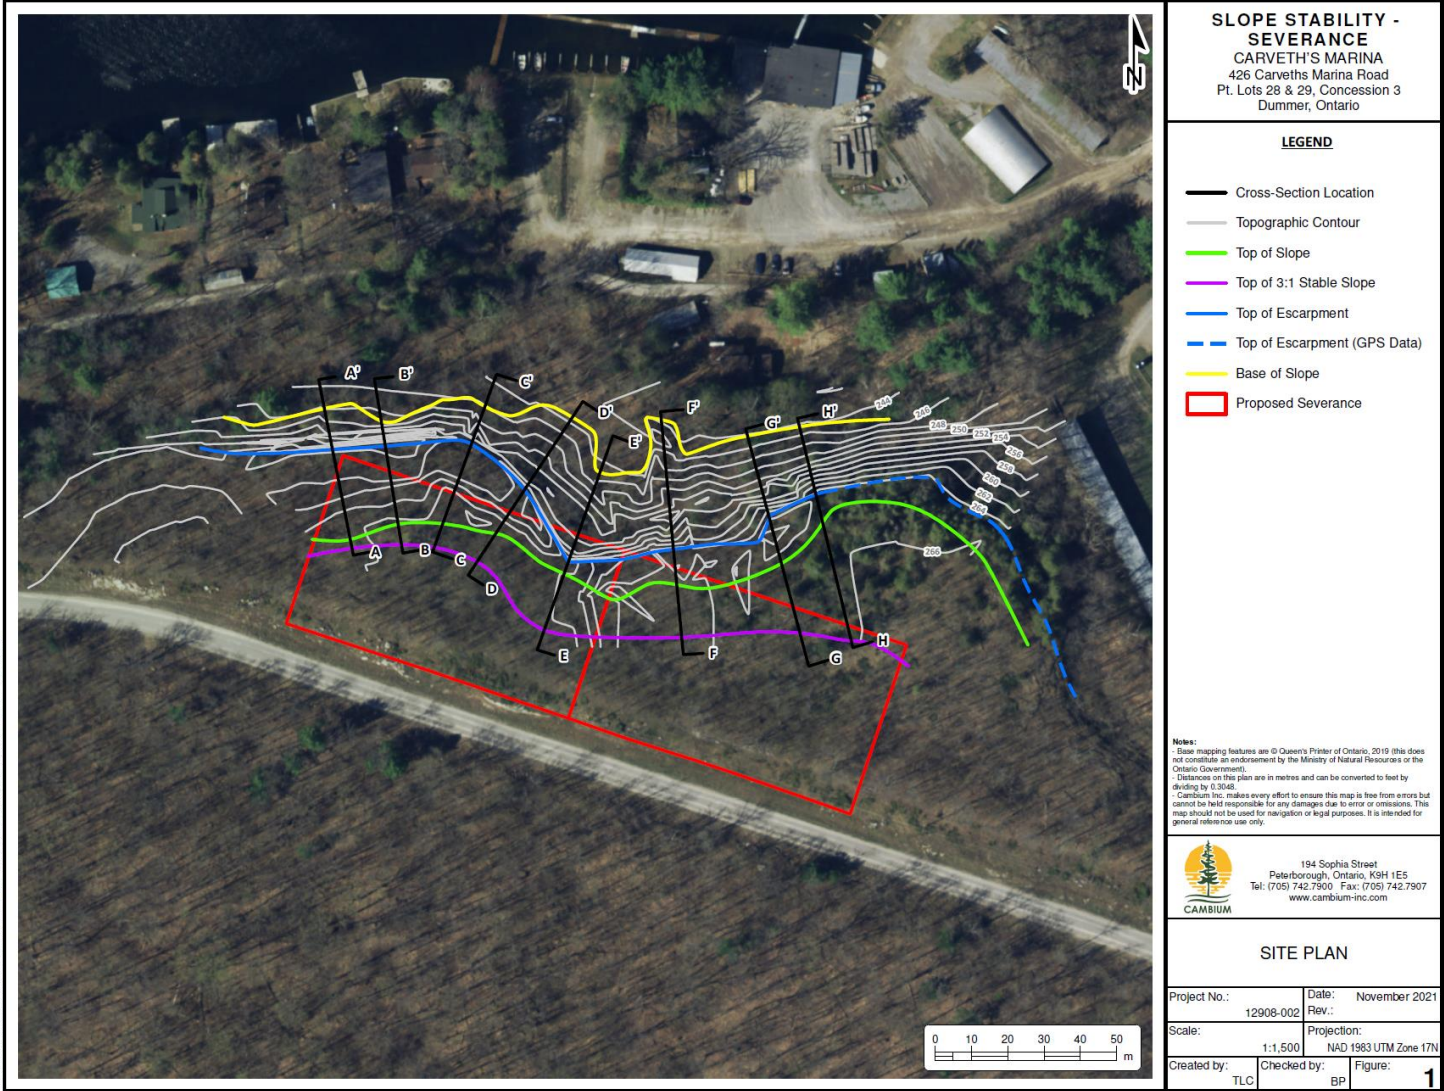 SLOPE STABILITY -
SEVERANCE
CARVETH'S MARINA
426 Carveths Marina Road
Pt. Lots 28 & 29, Concession 3
Dummer, Ontario
LEGEND
Cross-Section Location
Topographic Contour
Top of Slope
Top of 3:1 Stable Slope
Top of Escarpment
Top of Escarpment (GPS Data)
Base of Slope
Proposed Severance
N
A'
B'
C'
D'
E'
F'
G'
H'
244
246
248
250
252
254
256
258
260
262
264
266
A
B
C
D
E
F
G
H
0 10 20 30 40 50
m
Notes:
- Base mapping features are © Queen's Printer of Ontario, 2019 (this does
not constitute an endorsement by the Ministry of Natural Resources or the
Ontario Government).
- Distances on this plan are in metres and can be converted to feet by
dividing by 0.3048.
- Cambium Inc. makes every effort to ensure this map is free from errors but
cannot be held responsible for any damages due to error or omissions. This
map should not be used for navigation or legal purposes. It is intended for
general reference use only.
CAMBIUM
194 Sophia Street
Peterborough, Ontario, K9H 1E5
Tel: (705) 742.7900 Fax: (705) 742.7907
www.cambium-inc.com
SITE PLAN
Project No.:
12908-002
Date: November 2021
Rev.:
Scale:
1:1,500
Projection:
NAD 1983 UTM Zone 17N
Created by:
TLC
Checked by:
BP
Figure:
1